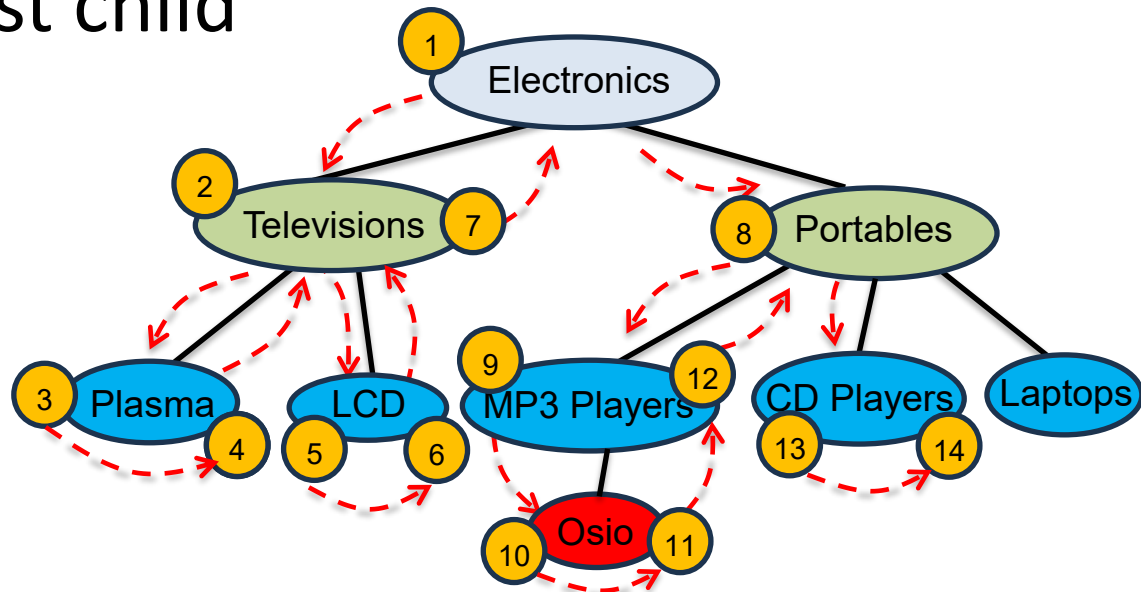 st child
1
Electronics
2
Televisions
7
8
Portables
3
Plasma
4
LCD
5
6
9
MP3 Players
12
CD Players
13
14
Laptops
10
Osio
11